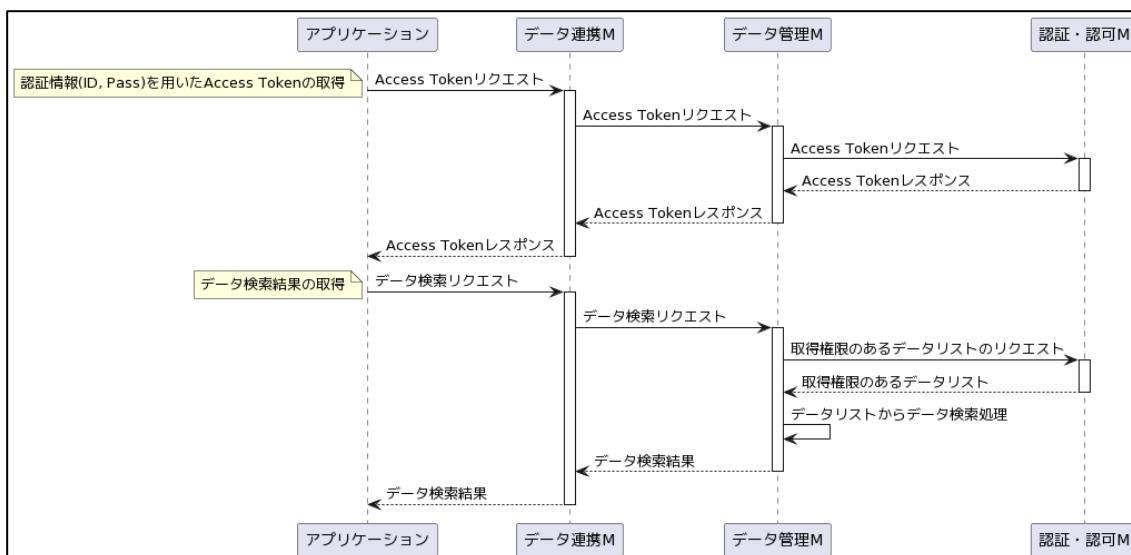 アプリケーション
データ連携M
データ管理M
認証・認可M
認証情報(ID, Pass)を用いたAccess Tokenの取得
Access Tokenリクエスト
Access Tokenリクエスト
Access Tokenリクエスト
Access Tokenレスポンス
Access Tokenレスポンス
Access Tokenレスポンス
データ検索結果の取得
データ検索リクエスト
データ検索リクエスト
取得権限のあるデータリストのリクエスト
取得権限のあるデータリスト
データリストからデータ検索処理
データ検索結果
データ検索結果
アプリケーション
データ連携M
データ管理M
認証・認可M